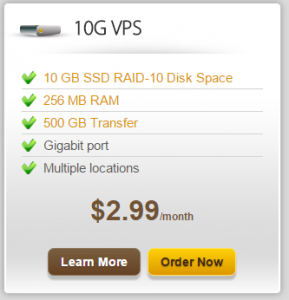 10G VPS
10 GB SSD RAID-10 Disk Space
256 MB RAM
500 GB Transfer
Gigabit port
Multiple locations
$2.99/month
Learn More
Order Now